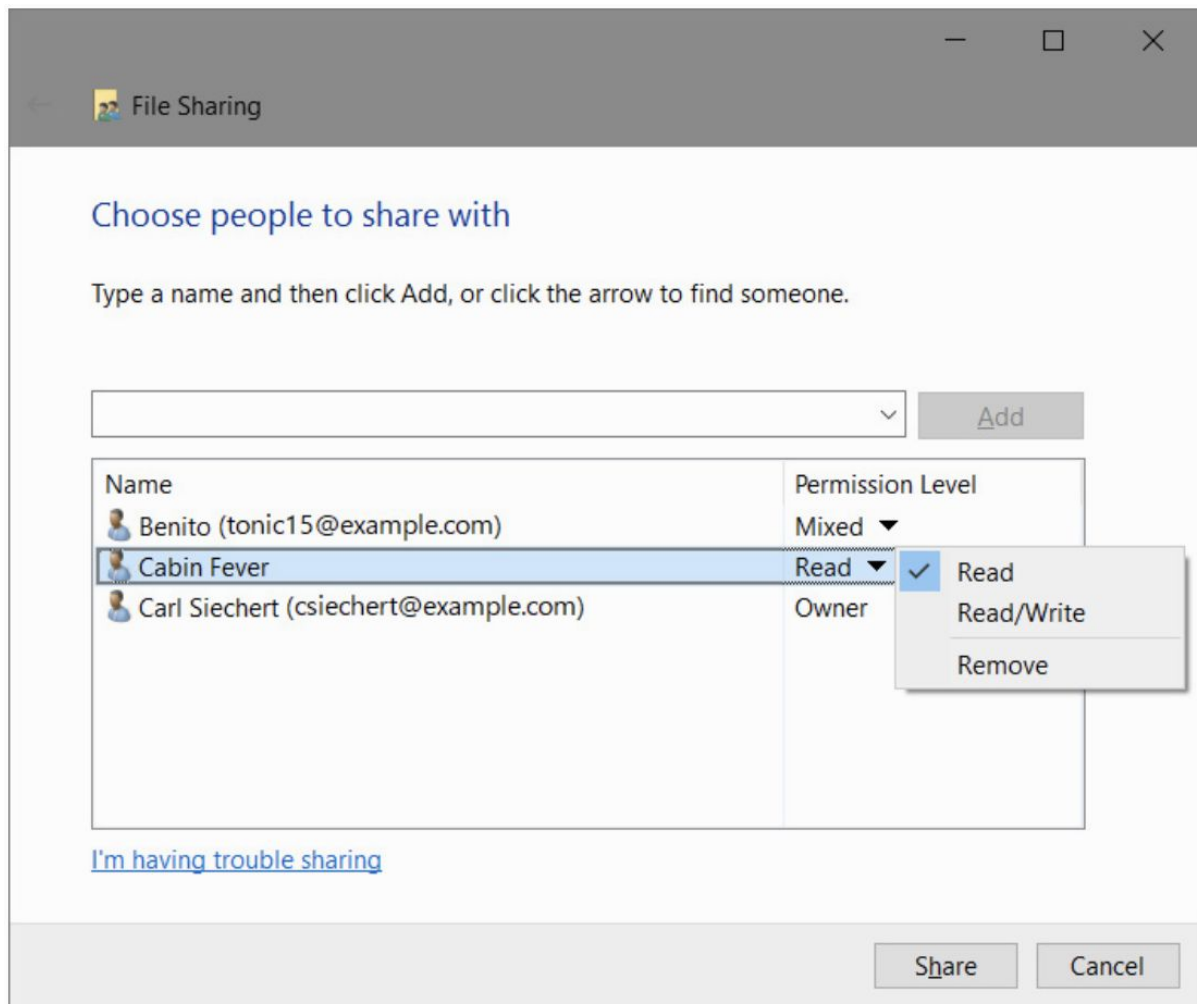 File Sharing
Choose people to share with
Type a name and then click Add, or click the arrow to find someone.
Add
Name Permission Level
Benito (tonic15@example.com) Mixed
Cabin Fever Read
Carl Siechert (csiechert@example.com) Owner
Read
Read/Write
Remove
I'm having trouble sharing
Share Cancel